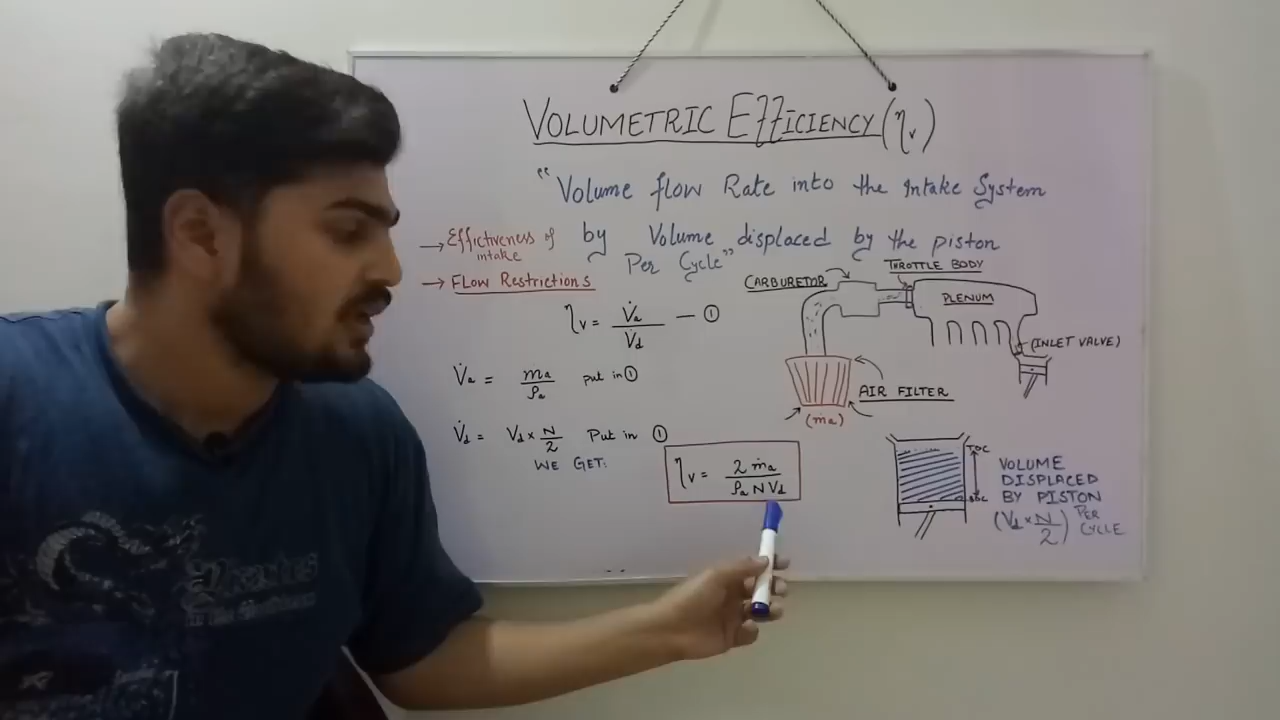 VOLUMETRIC EFFICIENCY (ηv)
"Volume flow Rate into the Intake System
by Volume displaced by the piston
Per Cycle"
→ Effictiveness of
intake
→ Flow Restrictions
ηv = V̇a / V̇d — ①
V̇a = ṁa / ρa put in ①
V̇d = Vd × N/2 Put in ①
WE GET:
ηv = 2 ṁa / ρa N Vd
CARBURETOR
THROTTLE BODY
PLENUM
(INLET VALVE)
AIR FILTER
(ṁa)
TDC
BDC
VOLUME
DISPLACED
BY PISTON
(Vd × N/2) PER
CYCLE